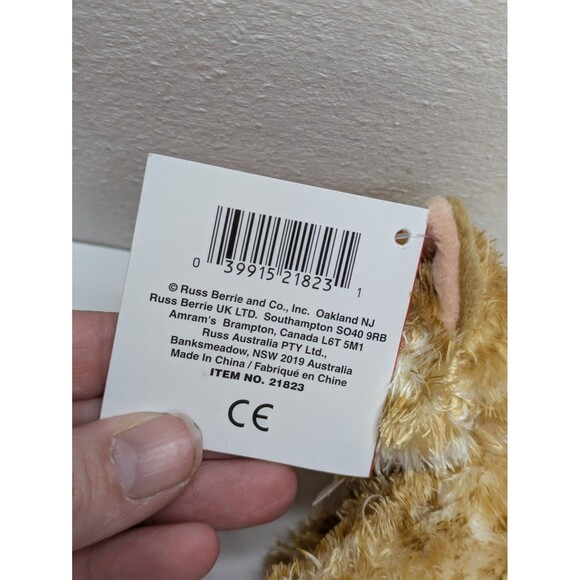 0 39915 21823 1
© Russ Berrie and Co., Inc. Oakland NJ
Russ Berrie UK LTD. Southampton SO40 9RB
Amram's Brampton, Canada L6T 5M1
Russ Australia PTY Ltd.,
Banksmeadow, NSW 2019 Australia
Made In China / Fabriqué en Chine
ITEM NO. 21823
CE